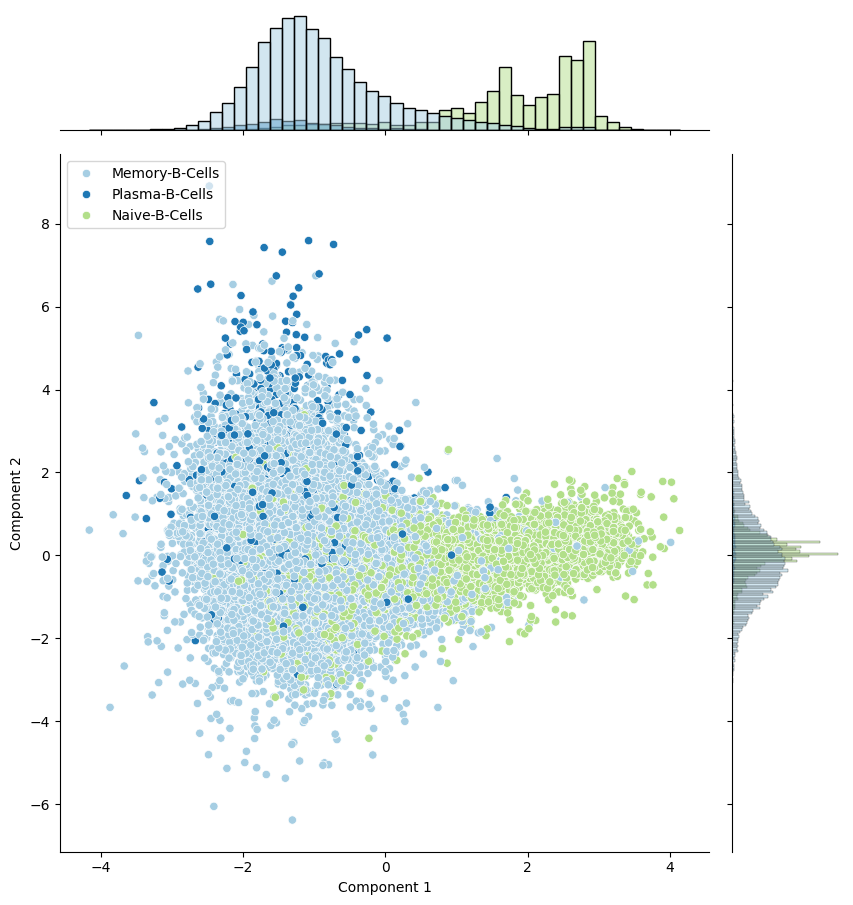 Memory-B-Cells
Plasma-B-Cells
Naive-B-Cells
8
6
4
2
0
−2
−4
−6
Component 2
−4
−2
0
2
4
Component 1